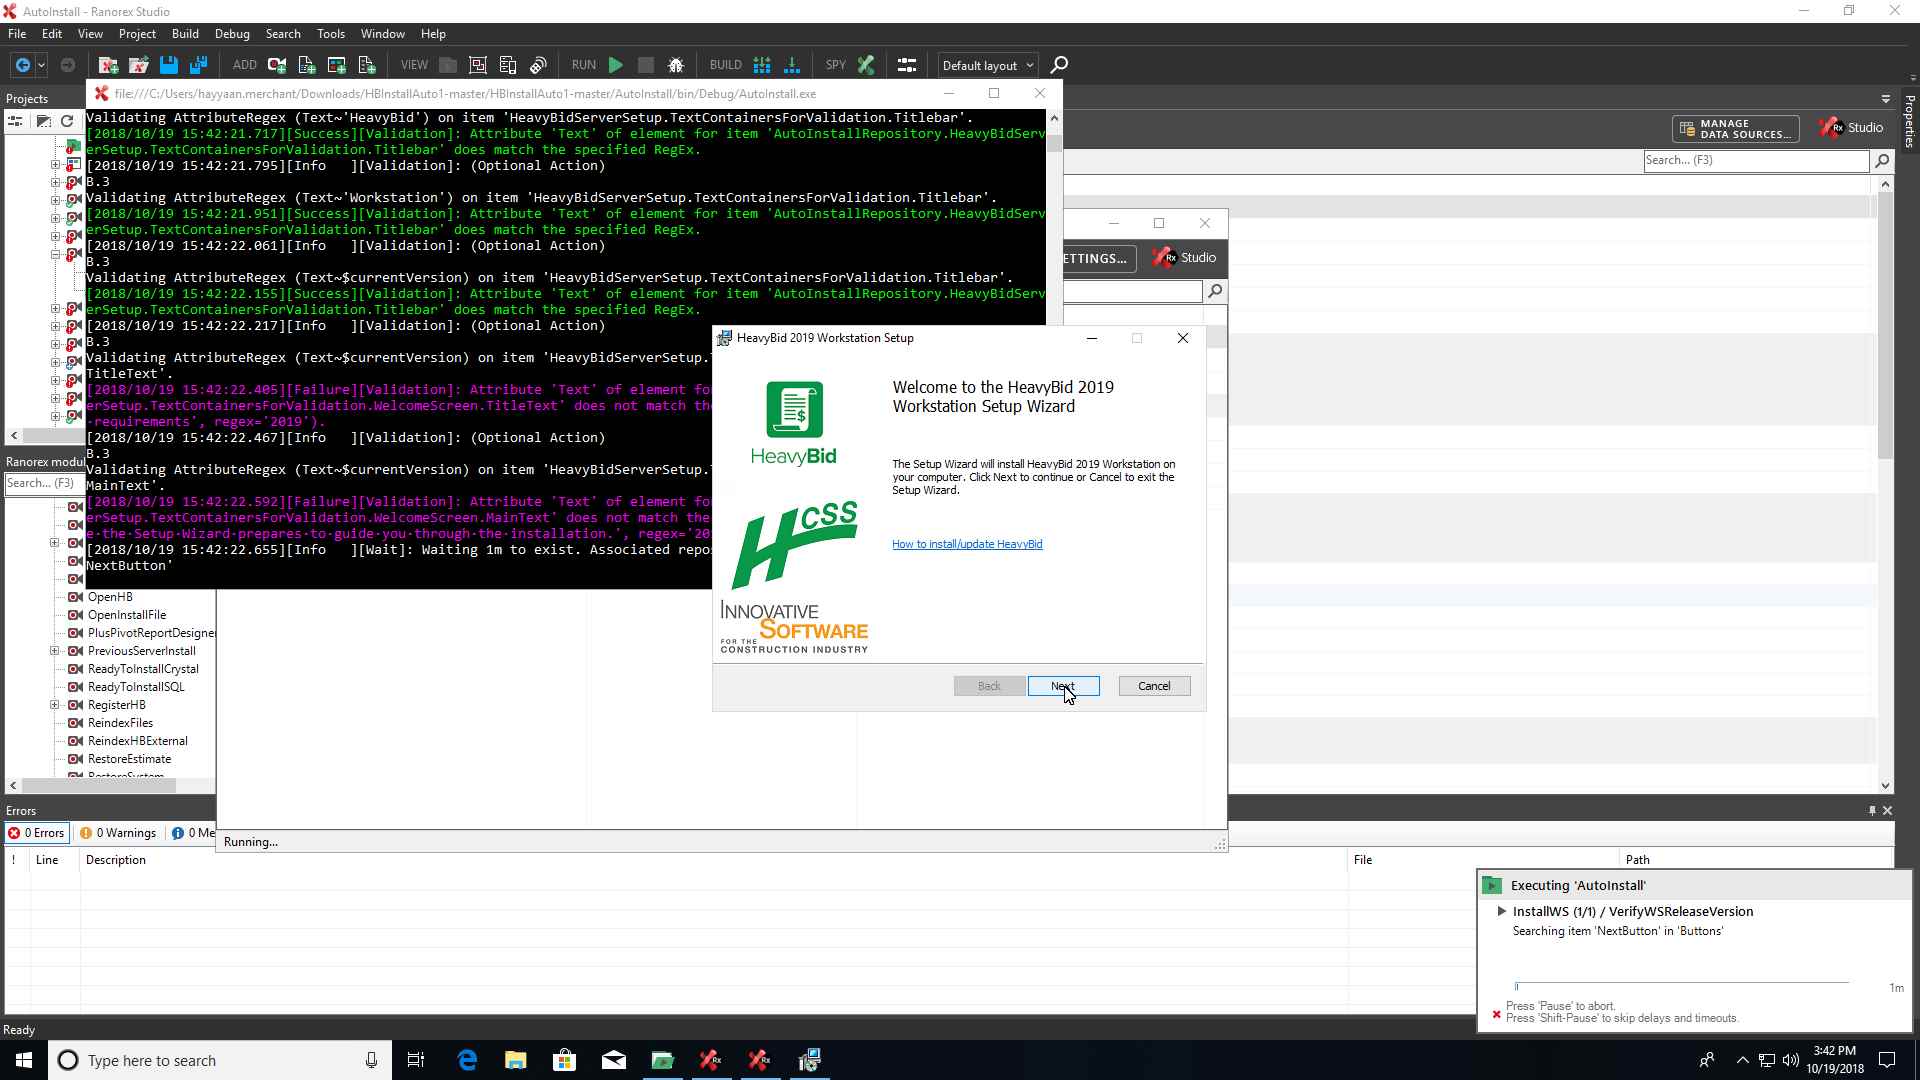 AutoInstall - Ranorex Studio
File Edit View Project Build Debug Search Tools Window Help
ADD VIEW RUN BUILD SPY Default layout
Projects
file:///C:/Users/hayyaan.merchant/Downloads/HBInstallAuto1-master/HBInstallAuto1-master/AutoInstall/bin/Debug/AutoInstall.exe
Properties
MANAGE
DATA SOURCES...
Studio
Search... (F3)
Validating AttributeRegex (Text~'HeavyBid') on item 'HeavyBidServerSetup.TextContainersForValidation.Titlebar'.
[2018/10/19 15:42:21.717][Success][Validation]: Attribute 'Text' of element for item 'AutoInstallRepository.HeavyBidServ
erSetup.TextContainersForValidation.Titlebar' does match the specified RegEx.
[2018/10/19 15:42:21.795][Info   ][Validation]: (Optional Action)
B.3
Validating AttributeRegex (Text~'Workstation') on item 'HeavyBidServerSetup.TextContainersForValidation.Titlebar'.
[2018/10/19 15:42:21.951][Success][Validation]: Attribute 'Text' of element for item 'AutoInstallRepository.HeavyBidServ
erSetup.TextContainersForValidation.Titlebar' does match the specified RegEx.
[2018/10/19 15:42:22.061][Info   ][Validation]: (Optional Action)
B.3
Validating AttributeRegex (Text~$currentVersion) on item 'HeavyBidServerSetup.TextContainersForValidation.Titlebar'.
[2018/10/19 15:42:22.155][Success][Validation]: Attribute 'Text' of element for item 'AutoInstallRepository.HeavyBidServ
erSetup.TextContainersForValidation.Titlebar' does match the specified RegEx.
[2018/10/19 15:42:22.217][Info   ][Validation]: (Optional Action)
B.3
Validating AttributeRegex (Text~$currentVersion) on item 'HeavyBidServerSetup.
TitleText'.
[2018/10/19 15:42:22.405][Failure][Validation]: Attribute 'Text' of element fo
erSetup.TextContainersForValidation.WelcomeScreen.TitleText' does not match th
-requirements', regex='2019').
[2018/10/19 15:42:22.467][Info   ][Validation]: (Optional Action)
B.3
Validating AttributeRegex (Text~$currentVersion) on item 'HeavyBidServerSetup.
MainText'.
[2018/10/19 15:42:22.592][Failure][Validation]: Attribute 'Text' of element fo
erSetup.TextContainersForValidation.WelcomeScreen.MainText' does not match the
e·the·Setup·Wizard·prepares·to·guide·you·through·the·installation.', regex='20
[2018/10/19 15:42:22.655][Info   ][Wait]: Waiting 1m to exist. Associated repo
NextButton'
ETTINGS...
Studio
HeavyBid 2019 Workstation Setup
Welcome to the HeavyBid 2019
Workstation Setup Wizard
HeavyBid
The Setup Wizard will install HeavyBid 2019 Workstation on
your computer. Click Next to continue or Cancel to exit the
Setup Wizard.
HCSS
How to install/update HeavyBid
INNOVATIVE
SOFTWARE
FOR THE
CONSTRUCTION INDUSTRY
Back Next Cancel
Ranorex modul
Search... (F3)
OpenHB
OpenInstallFile
PlusPivotReportDesigner
PreviousServerInstall
ReadyToInstallCrystal
ReadyToInstallSQL
RegisterHB
ReindexFiles
ReindexHBExternal
RestoreEstimate
RestoreSystem
Errors
0 Errors 0 Warnings 0 Me
Running...
! Line Description File Path
Executing 'AutoInstall'
InstallWS (1/1) / VerifyWSReleaseVersion
Searching item 'NextButton' in 'Buttons'
1m
Press 'Pause' to abort.
Press 'Shift-Pause' to skip delays and timeouts.
Ready
Type here to search
3:42 PM
10/19/2018